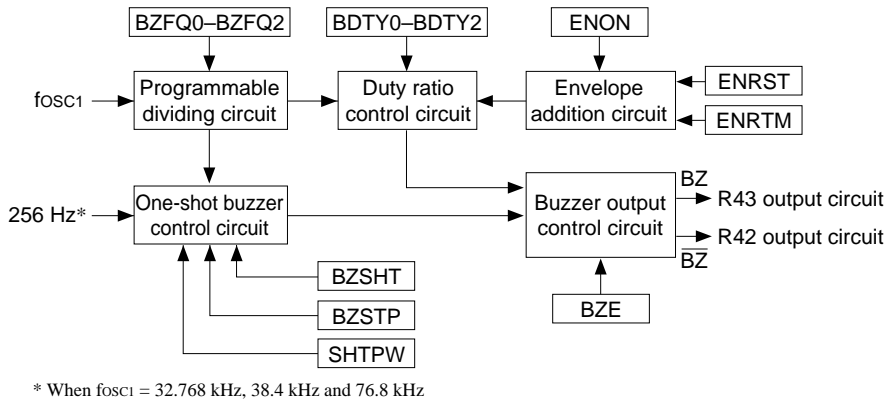 BZFQ0–BZFQ2
BDTY0–BDTY2
ENON
fOSC1
Programmable
dividing circuit
Duty ratio
control circuit
Envelope
addition circuit
ENRST
ENRTM
256 Hz*
One-shot buzzer
control circuit
Buzzer output
control circuit
BZ
R43 output circuit
R42 output circuit
B̅Z̅
BZSHT
BZSTP
SHTPW
BZE
* When fOSC1 = 32.768 kHz, 38.4 kHz and 76.8 kHz